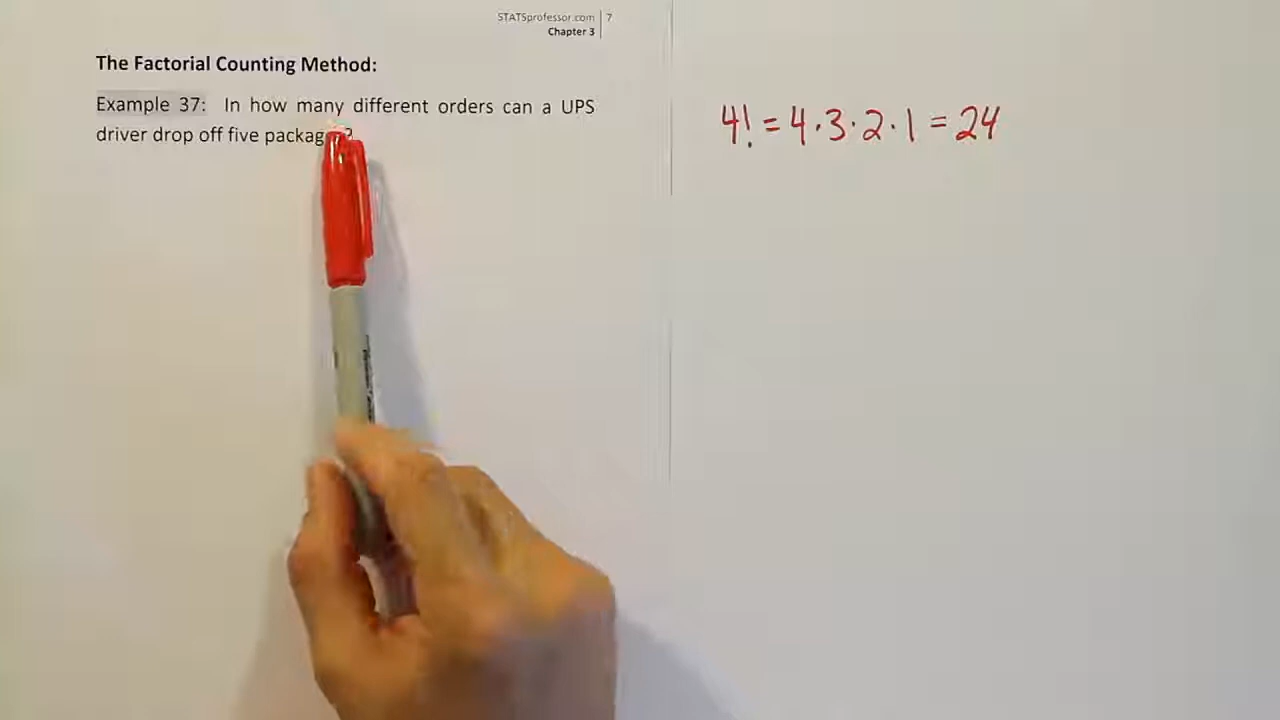 STATSprofessor.com | 7
Chapter 3
The Factorial Counting Method:
Example 37: In how many different orders can a UPS
driver drop off five ?
4! = 4·3·2·1 = 24